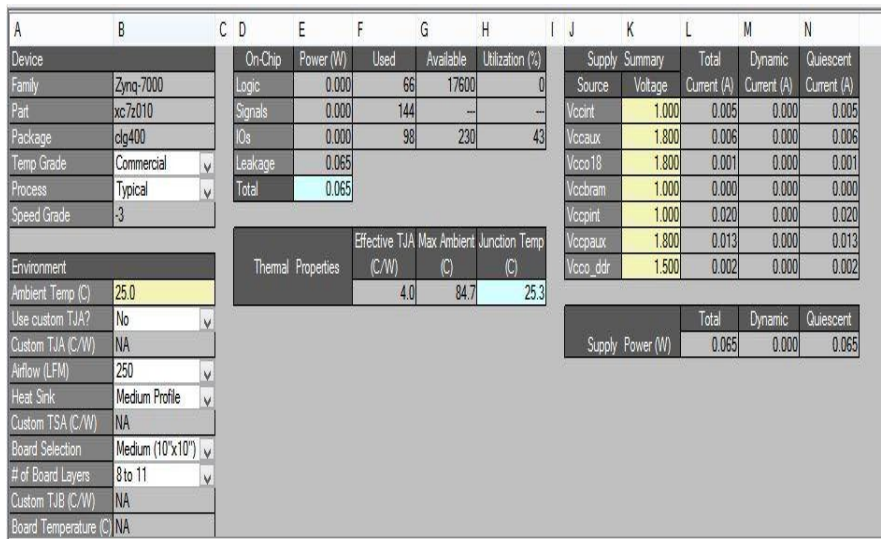 A B C D E F G H I J K L M N
Device
Family Zynq-7000
Part xc7z010
Package clg400
Temp Grade Commercial
Process Typical
Speed Grade -3
Environment
Ambient Temp (C) 25.0
Use custom TJA? No
Custom TJA (C/W) NA
Airflow (LFM) 250
Heat Sink Medium Profile
Custom TSA (C/W) NA
Board Selection Medium (10"x10")
# of Board Layers 8 to 11
Custom TJB (C/W) NA
Board Temperature (C) NA
On-Chip Power (W) Used Available Utilization (%)
Logic 0.000 66 17600 0
Signals 0.000 144 --- ---
IOs 0.000 98 230 43
Leakage 0.065
Total 0.065
Effective TJA Max Ambient Junction Temp
Thermal Properties (C/W) (C) (C)
4.0 84.7 25.3
Supply Summary Total Dynamic Quiescent
Source Voltage Current (A) Current (A) Current (A)
Vccint 1.000 0.005 0.000 0.005
Vccaux 1.800 0.006 0.000 0.006
Vcco18 1.800 0.001 0.000 0.001
Vccbram 1.000 0.000 0.000 0.000
Vccpint 1.000 0.020 0.000 0.020
Vccpaux 1.800 0.013 0.000 0.013
Vcco_ddr 1.500 0.002 0.000 0.002
Total Dynamic Quiescent
Supply Power (W) 0.065 0.000 0.065